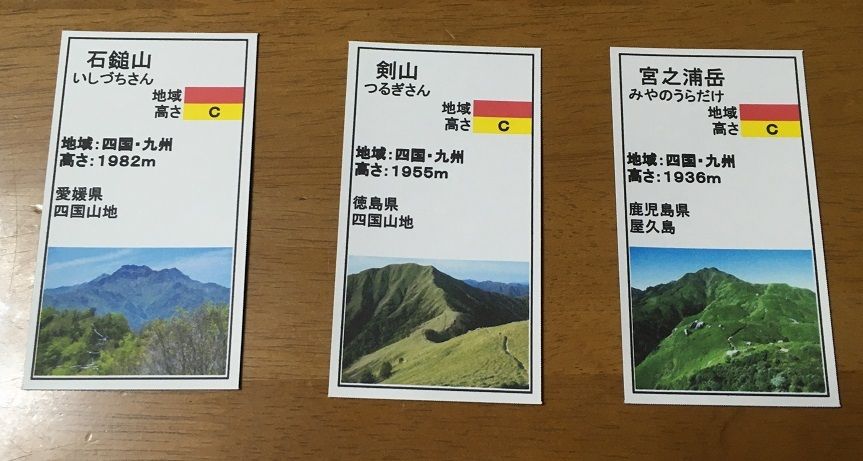 石鎚山
いしづちさん
地域
高さ C
地域：四国・九州
高さ：1982m
愛媛県
四国山地
剣山
つるぎさん
地域
高さ C
地域：四国・九州
高さ：1955m
徳島県
四国山地
宮之浦岳
みやのうらだけ
地域
高さ C
地域：四国・九州
高さ：1936m
鹿児島県
屋久島